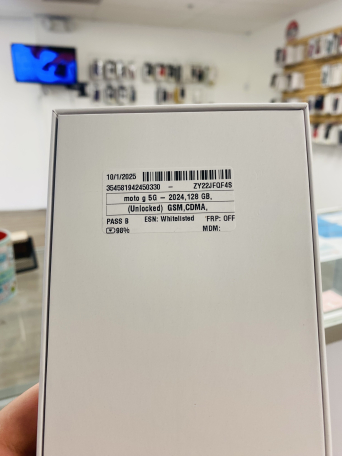 10/1/2025
354581942450330 - ZY22JFQF4S
moto g 5G - 2024,128 GB,
(Unlocked) GSM,CDMA,
PASS 8 ESN: Whitelisted FRP: OFF
98% MDM: